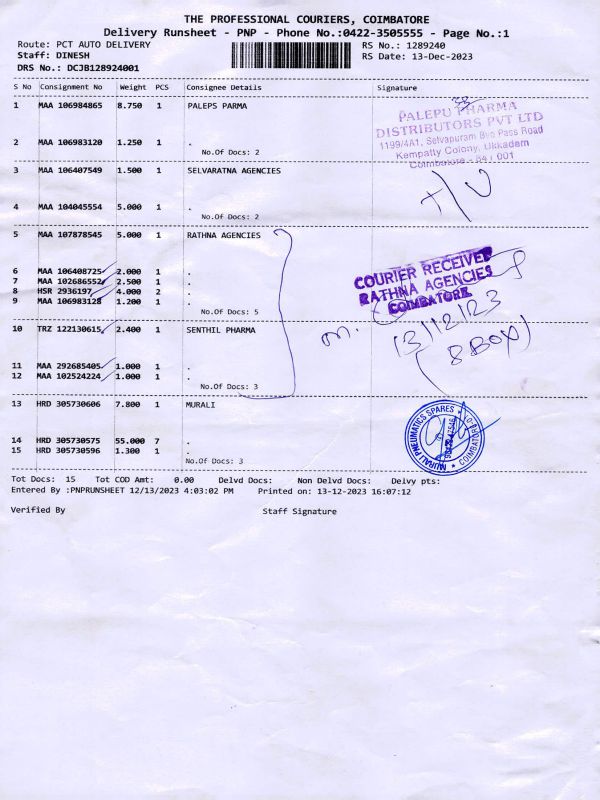 THE PROFESSIONAL COURIERS, COIMBATORE
Delivery Runsheet - PNP - Phone No.:0422-3505555 - Page No.:1
Route: PCT AUTO DELIVERY RS No.: 1289240
Staff: DINESH RS Date: 13-Dec-2023
DRS No.: DCJB128924001
S No Consignment No Weight PCS Consignee Details Signature
1 MAA 106984865 8.750 1 PALEPS PARMA
PALEPU PHARMA
DISTRIBUTORS PVT LTD
1199/4A1, Selvapuram Bye Pass Road
Kempatty Colony, Ukkadam
Coimbatore - 641 001
2 MAA 106983120 1.250 1 .
No.Of Docs: 2
3 MAA 106407549 1.500 1 SELVARATNA AGENCIES
4 MAA 104045554 5.000 1 .
No.Of Docs: 2
5 MAA 107878545 5.000 1 RATHNA AGENCIES
COURIER RECEIVED
RATHNA AGENCIES
COIMBATORE
6 MAA 106408725 2.000 1 .
7 MAA 102686552 2.500 1 .
8 HSR 2936197 4.000 2 .
9 MAA 106983128 1.200 1 .
No.Of Docs: 5
13/12/23
(8 BOX)
10 TRZ 122130615 2.400 1 SENTHIL PHARMA
11 MAA 292685405 1.000 1 .
12 MAA 102524224 1.000 1 .
No.Of Docs: 3
13 HRD 305730606 7.800 1 MURALI
MURALI PNEUMATICS SPARES
COIMBATORE
14 HRD 305730575 55.000 7 .
15 HRD 305730596 1.300 1 .
No.Of Docs: 3
Tot Docs: 15 Tot COD Amt: 0.00 Delvd Docs: Non Delvd Docs: Delvy pts:
Entered By :PNPRUNSHEET 12/13/2023 4:03:02 PM Printed on: 13-12-2023 16:07:12
Verified By Staff Signature